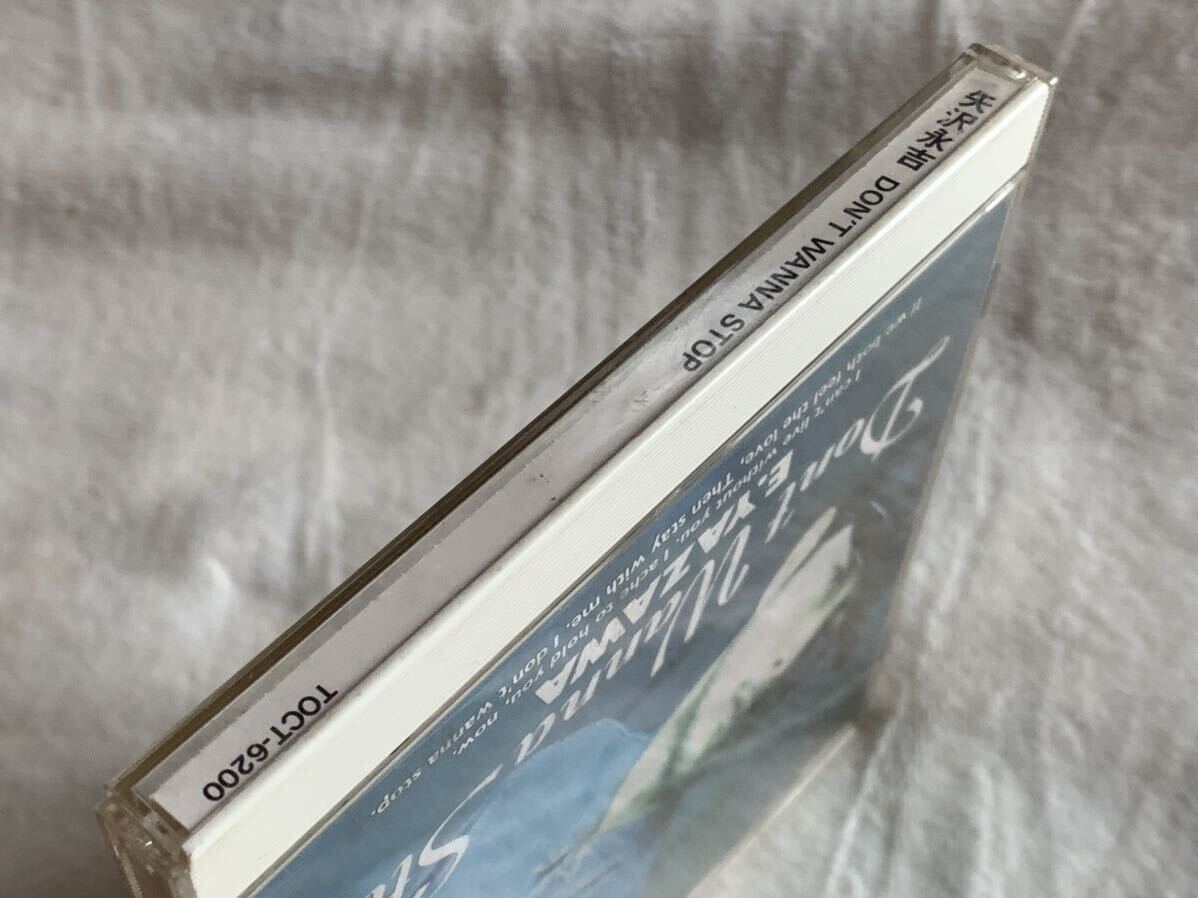 矢沢永吉 DON'T WANNA STOP
TOCT-6200
Don't Wanna
E.YAZAWA
I can't live without you. I ache to hold you, now.
If we both feel the love, Then stay with me. I don't wanna stop.